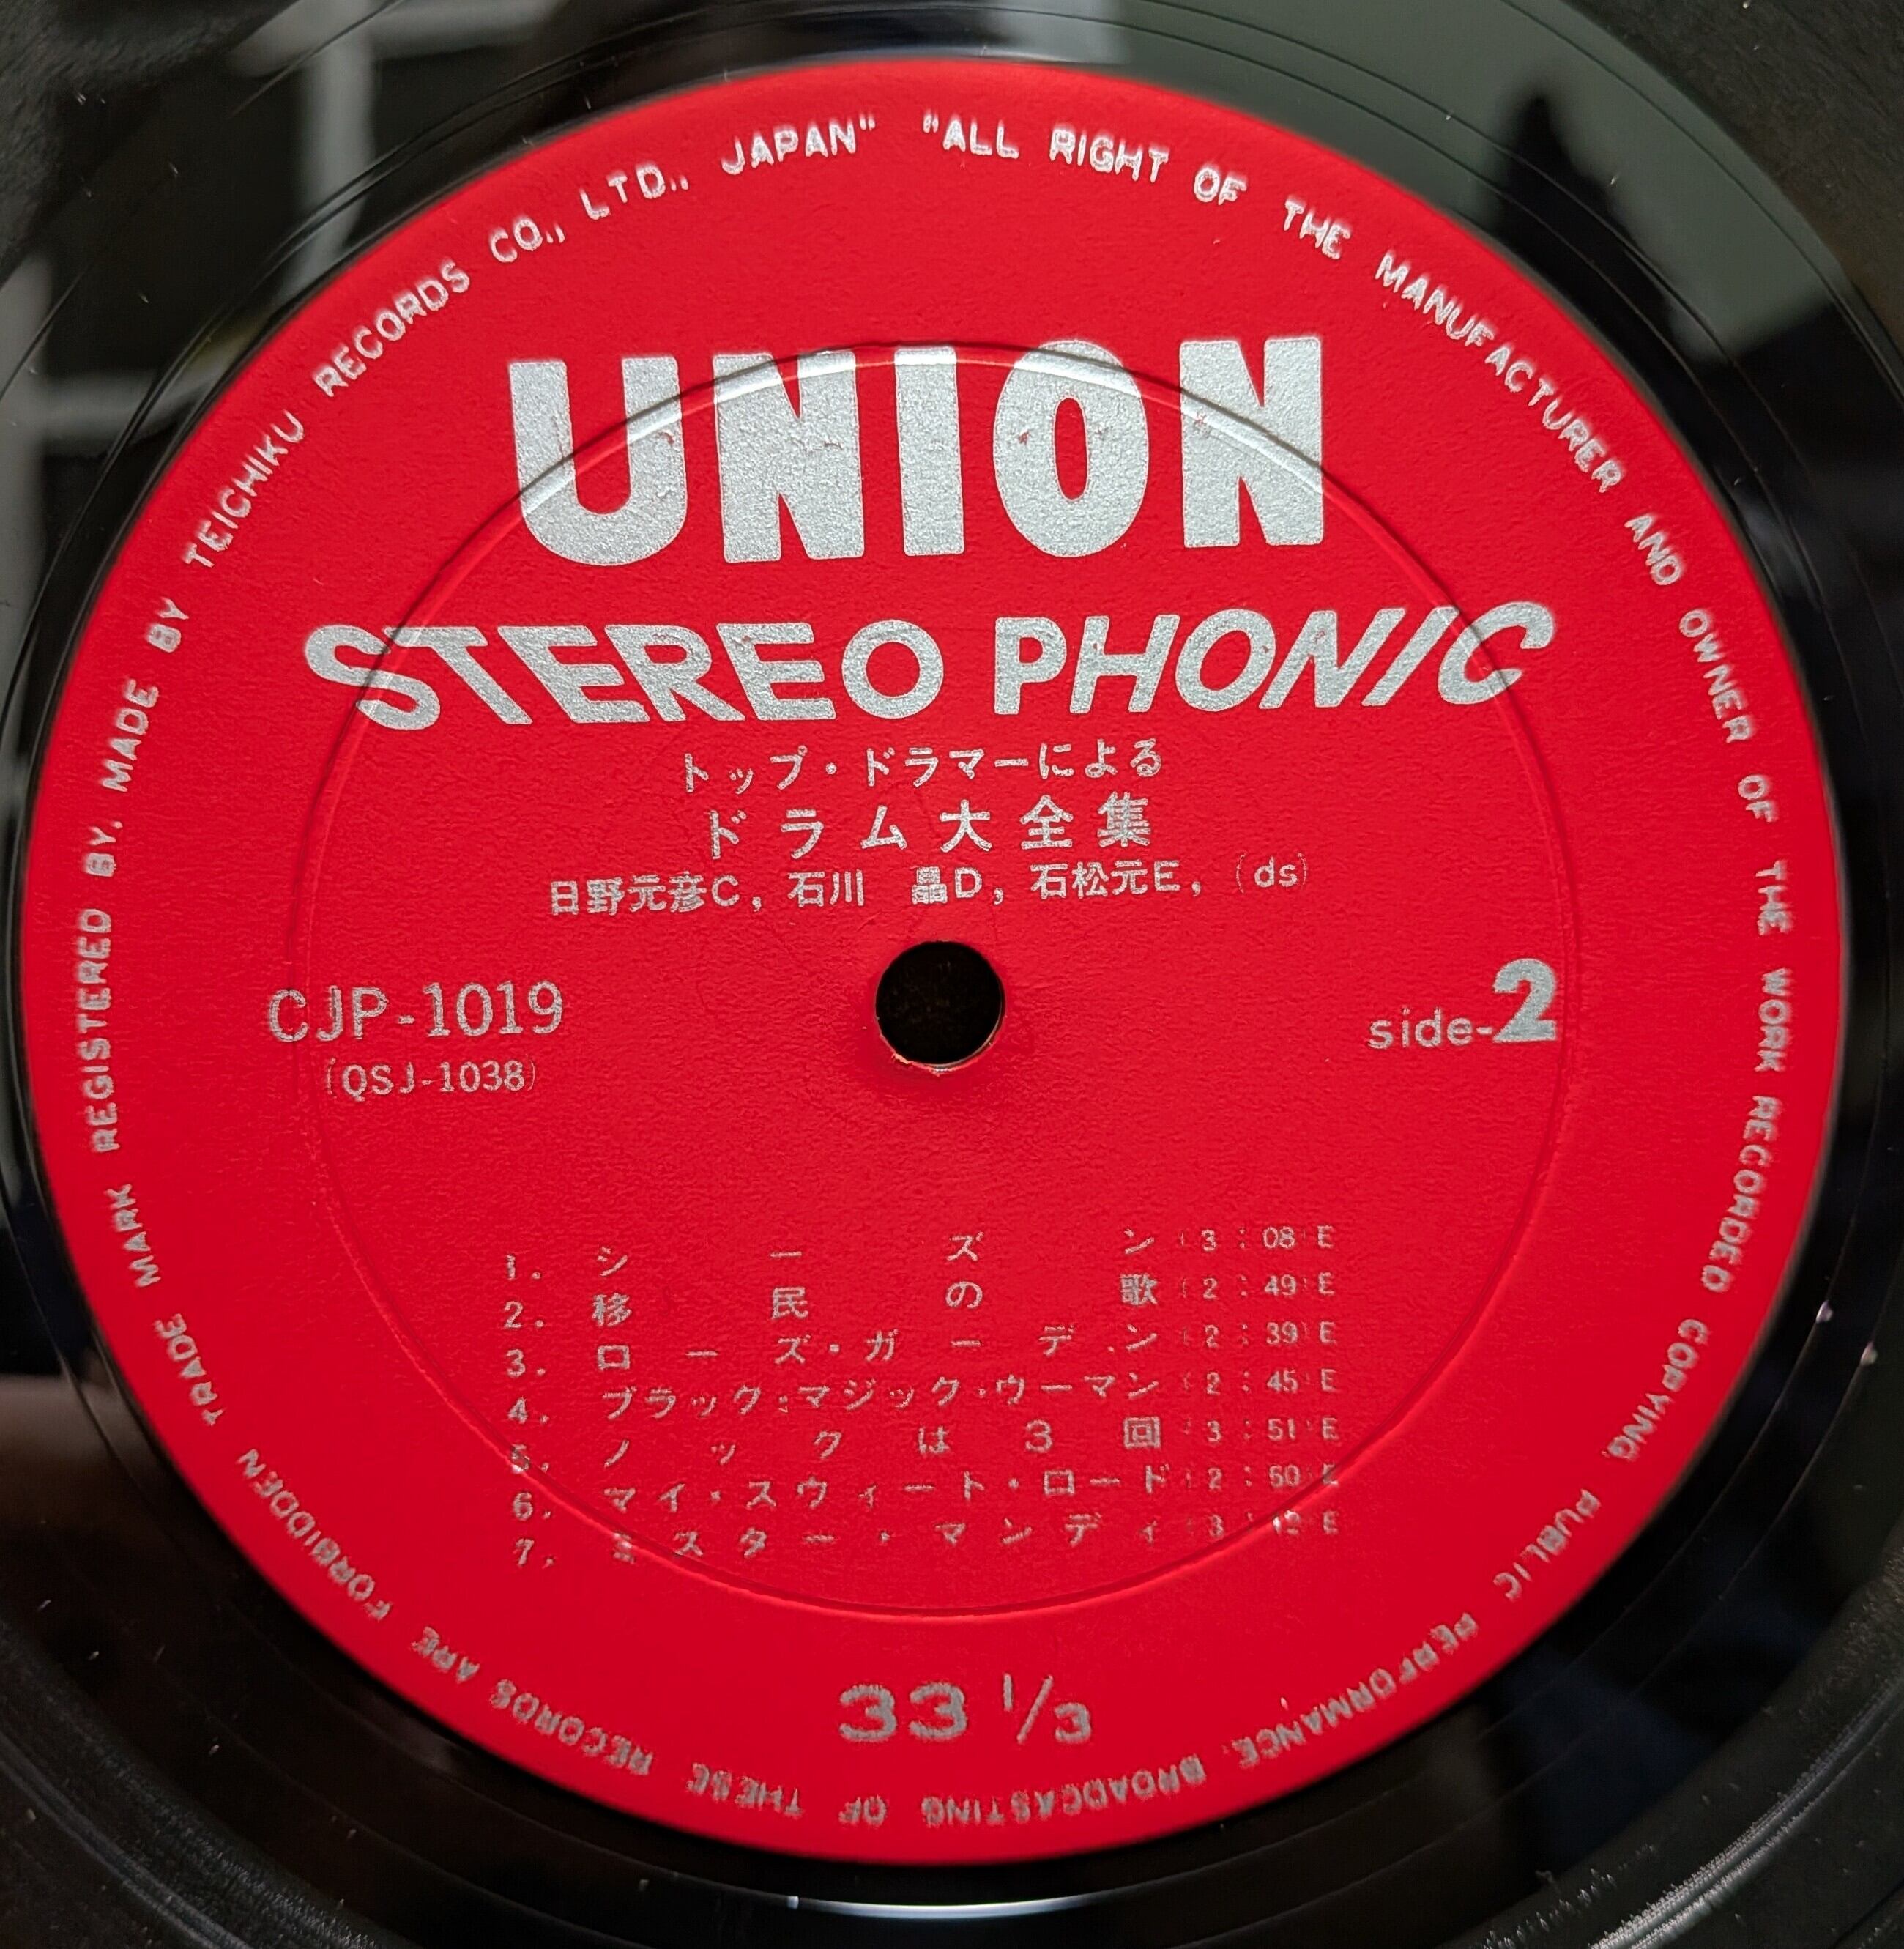 TRADE MARK REGISTERED BY, MADE BY TEICHIKU RECORDS CO., LTD., JAPAN" "ALL RIGHT OF THE MANUFACTURER AND OWNER OF THE WORK RECORDED COPYING, PUBLIC PERFORMANCE, BROADCASTING OF THESE RECORDS ARE FORBIDDEN
UNION
STEREO PHONIC
トップ・ドラマーによる
ドラム大全集
日野元彦C, 石川 晶D, 石松元E, (ds)
CJP-1019
(QSJ-1038)
side-2
1. シーズン (3:08) E
2. 移民の歌 (2:49) E
3. ローズ・ガーデン (2:39) E
4. ブラック・マジック・ウーマン (2:45) E
5. ノックは3回 (3:51) E
6. マイ・スウィート・ロード (2:50) E
7. ミスター・マンディ (3:12) E
33 1/3